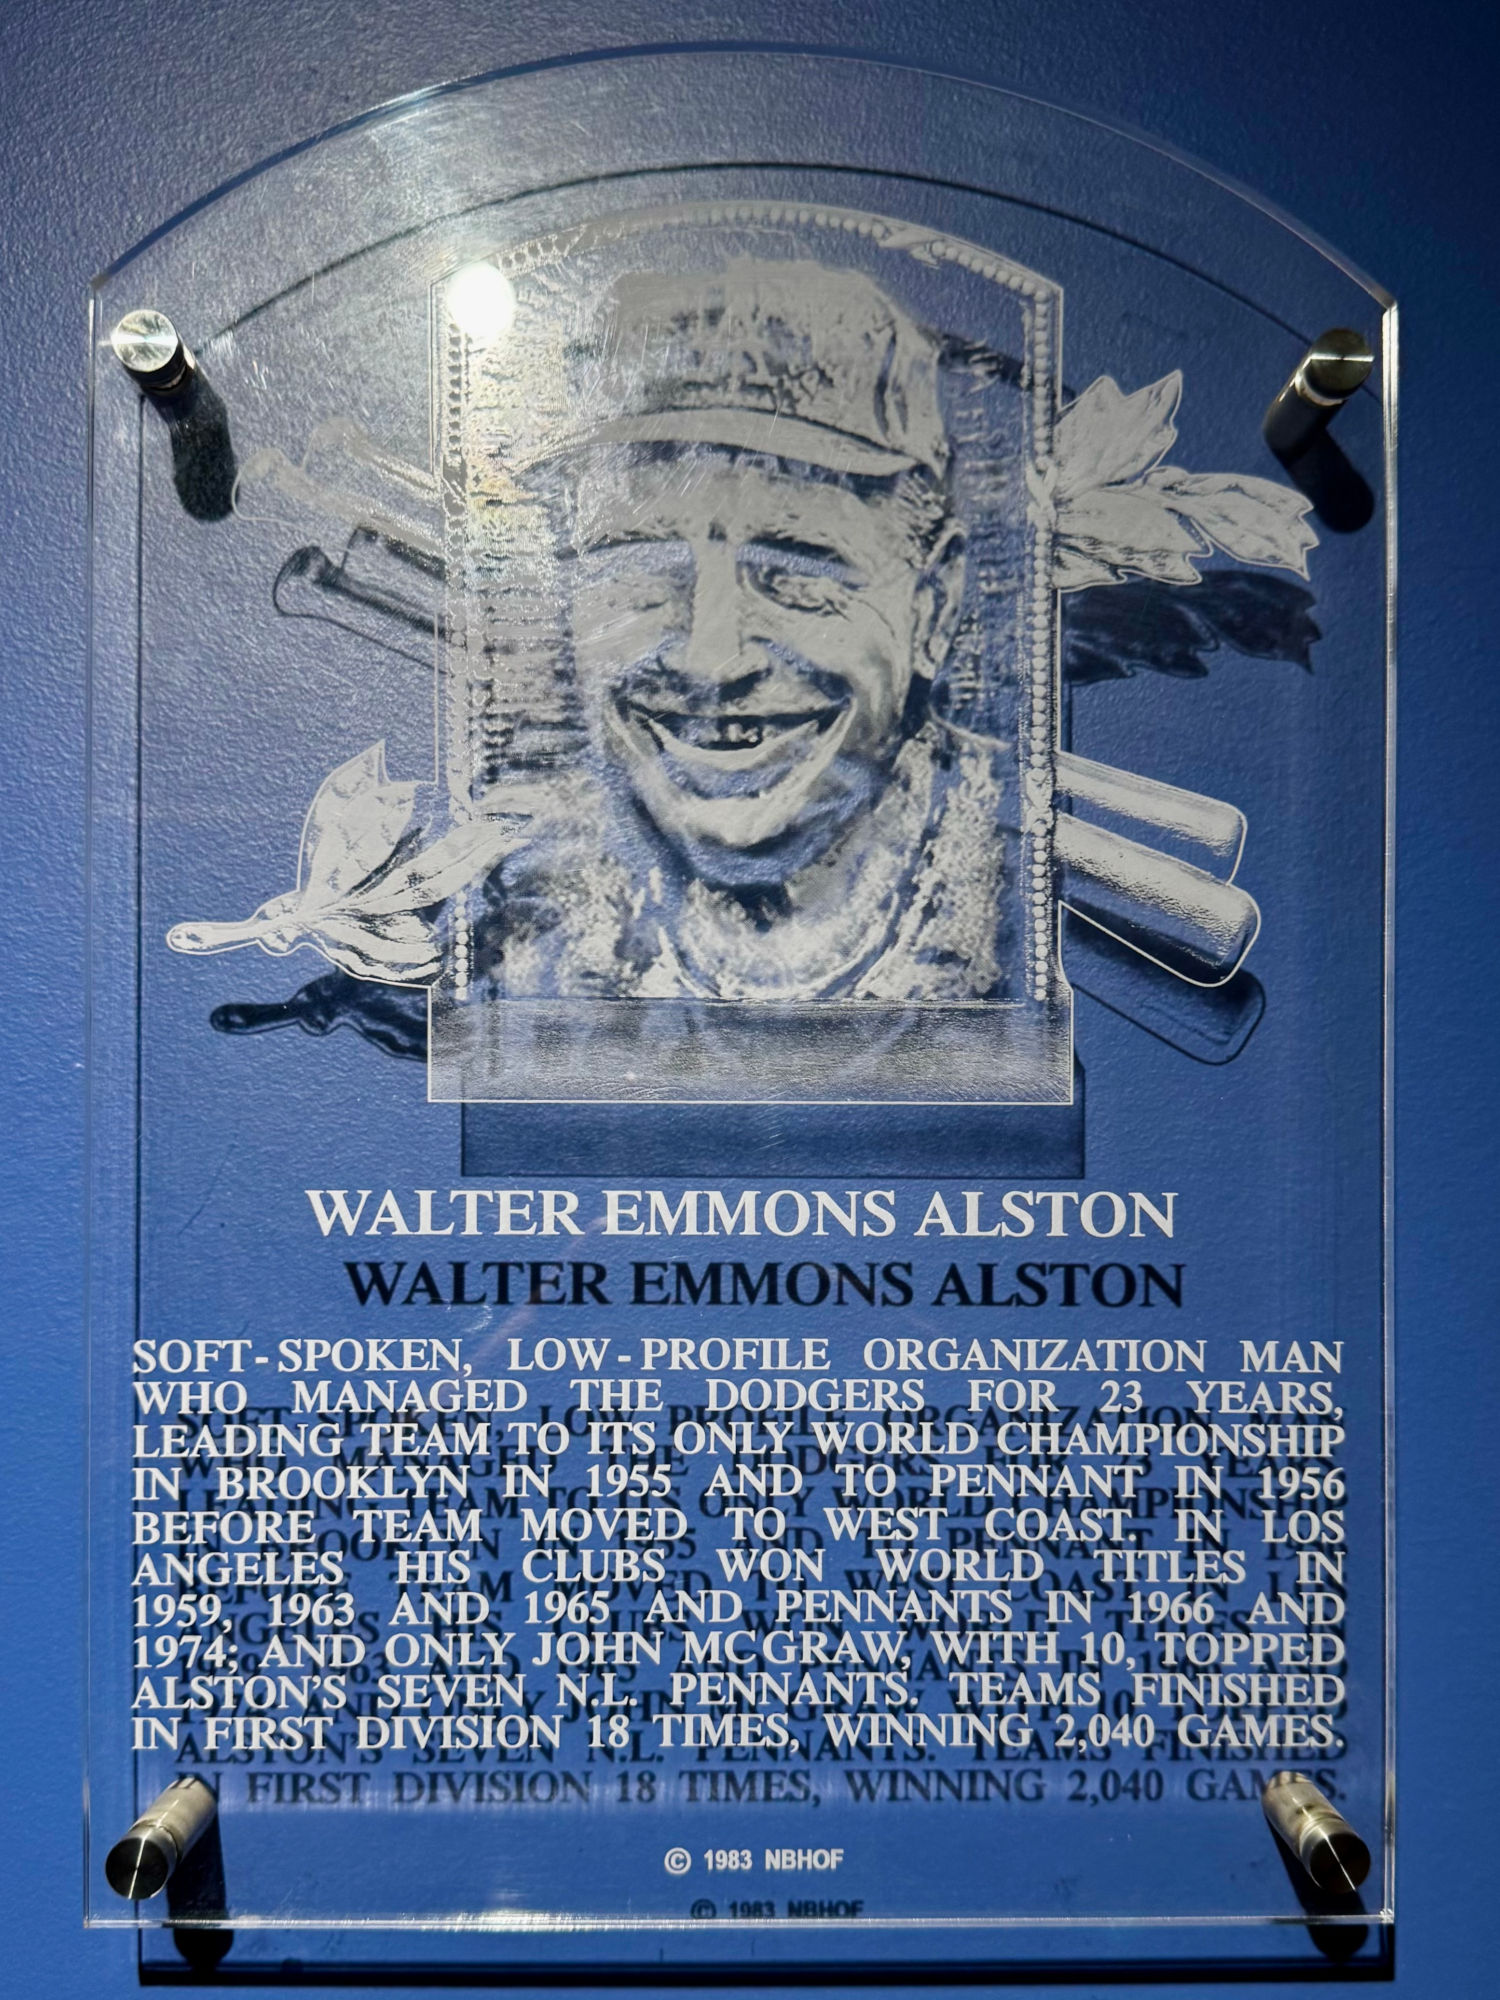 WALTER EMMONS ALSTON
SOFT-SPOKEN, LOW-PROFILE ORGANIZATION MAN
WHO MANAGED THE DODGERS FOR 23 YEARS,
LEADING TEAM TO ITS ONLY WORLD CHAMPIONSHIP
IN BROOKLYN IN 1955 AND TO PENNANT IN 1956
BEFORE TEAM MOVED TO WEST COAST. IN LOS
ANGELES HIS CLUBS WON WORLD TITLES IN
1959, 1963 AND 1965 AND PENNANTS IN 1966 AND
1974; AND ONLY JOHN MCGRAW, WITH 10, TOPPED
ALSTON'S SEVEN N.L. PENNANTS. TEAMS FINISHED
IN FIRST DIVISION 18 TIMES, WINNING 2,040 GAMES.
© 1983 NBHOF